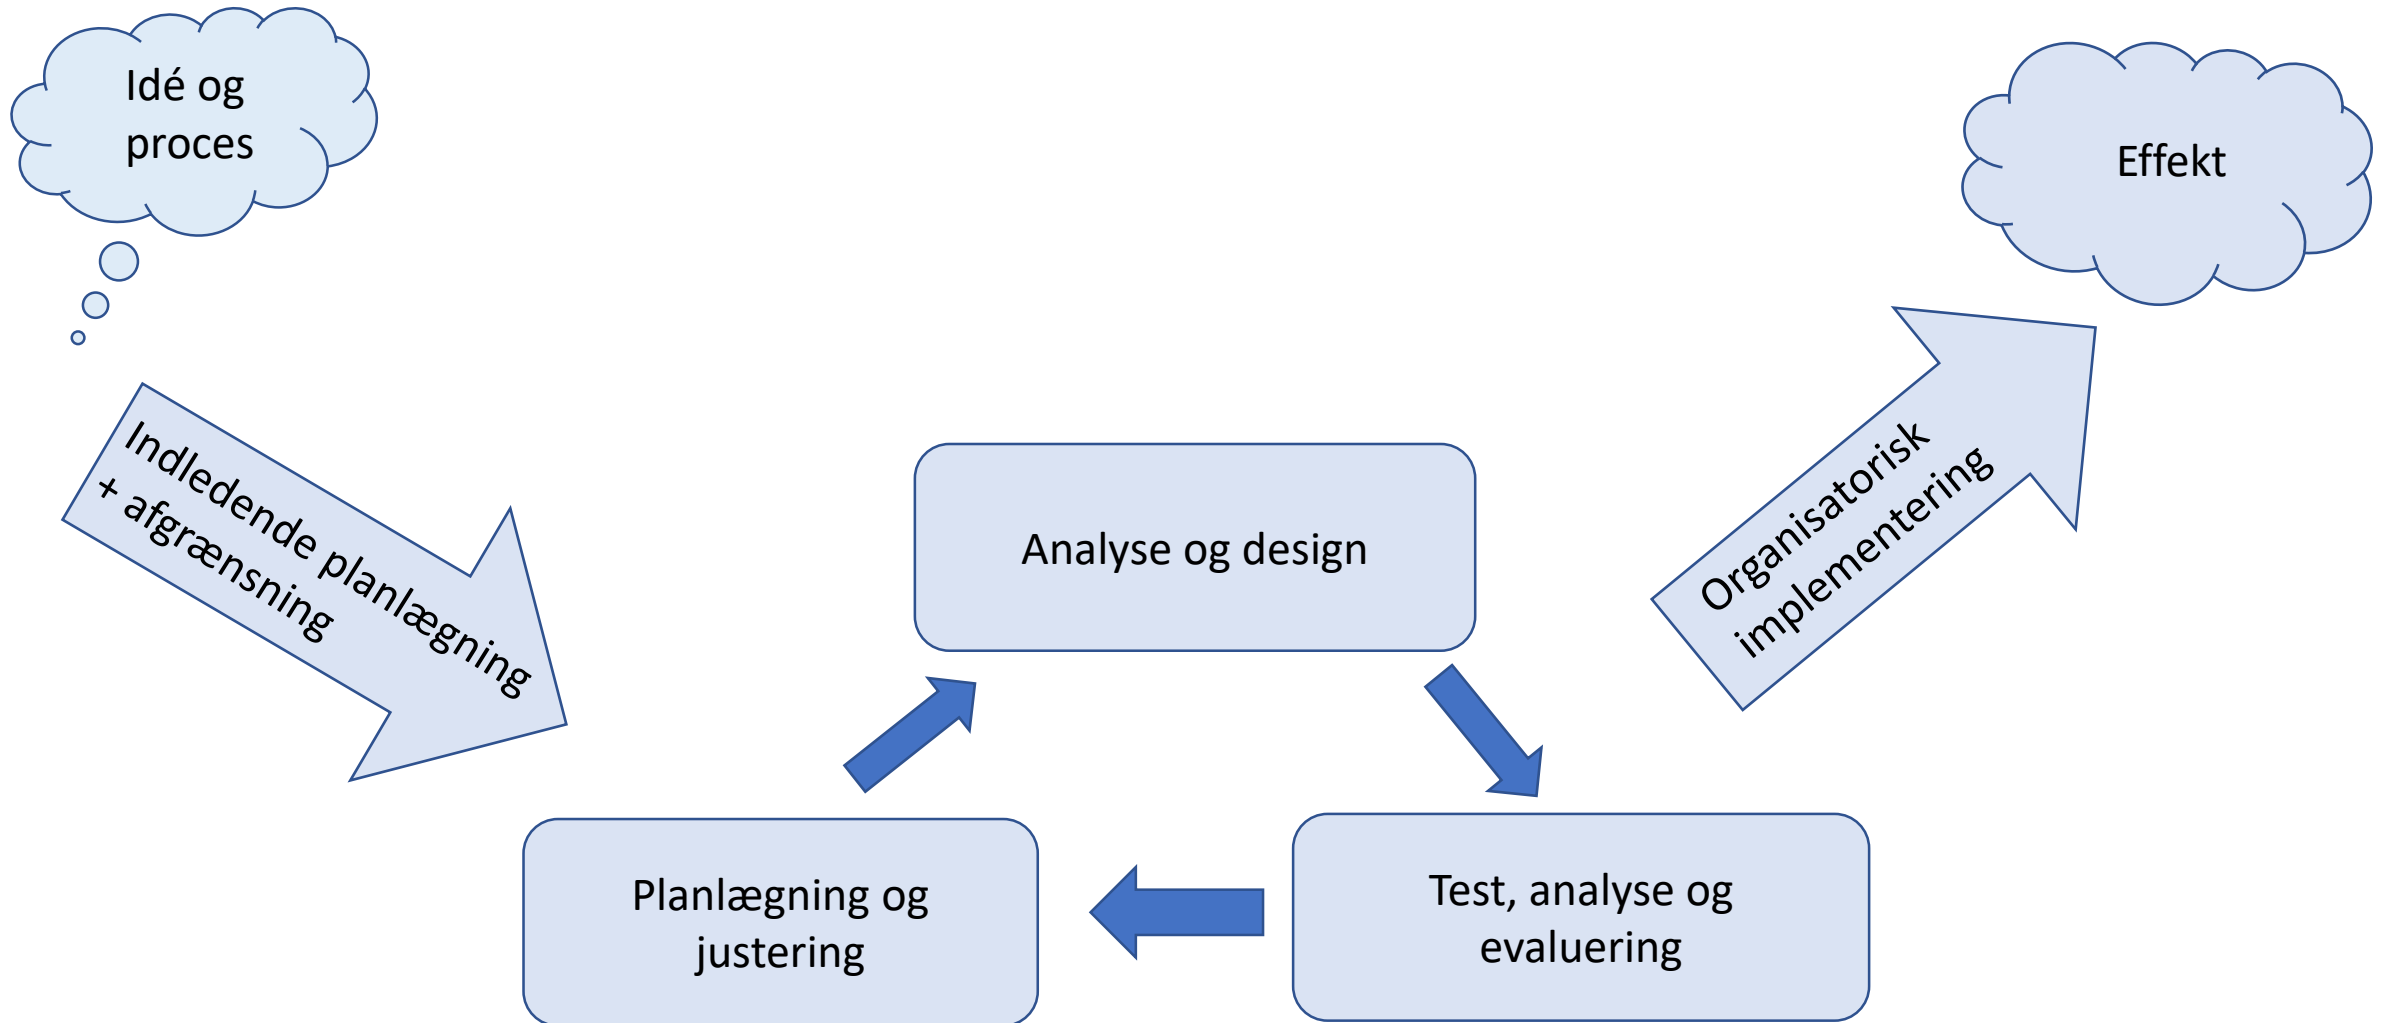 Idé og
proces
Effekt
Indledende planlægning
+ afgrænsning
Organisatorisk
implementering
Analyse og design
Planlægning og
justering
Test, analyse og
evaluering